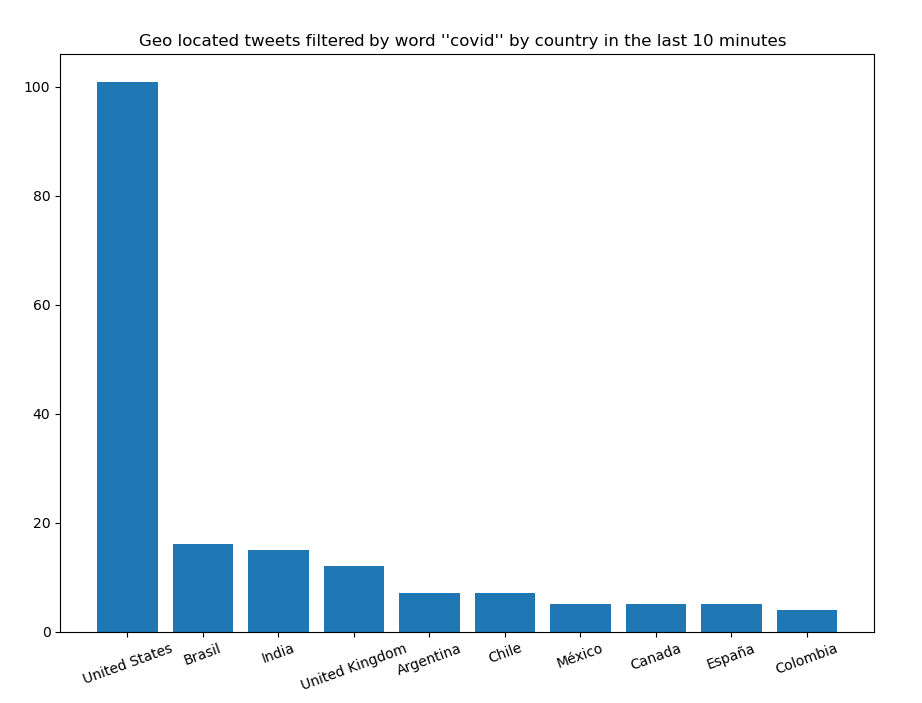 Geo located tweets filtered by word ''covid'' by country in the last 10 minutes
100
80
60
40
20
0
United States
Brasil
India
United Kingdom
Argentina
Chile
México
Canada
España
Colombia